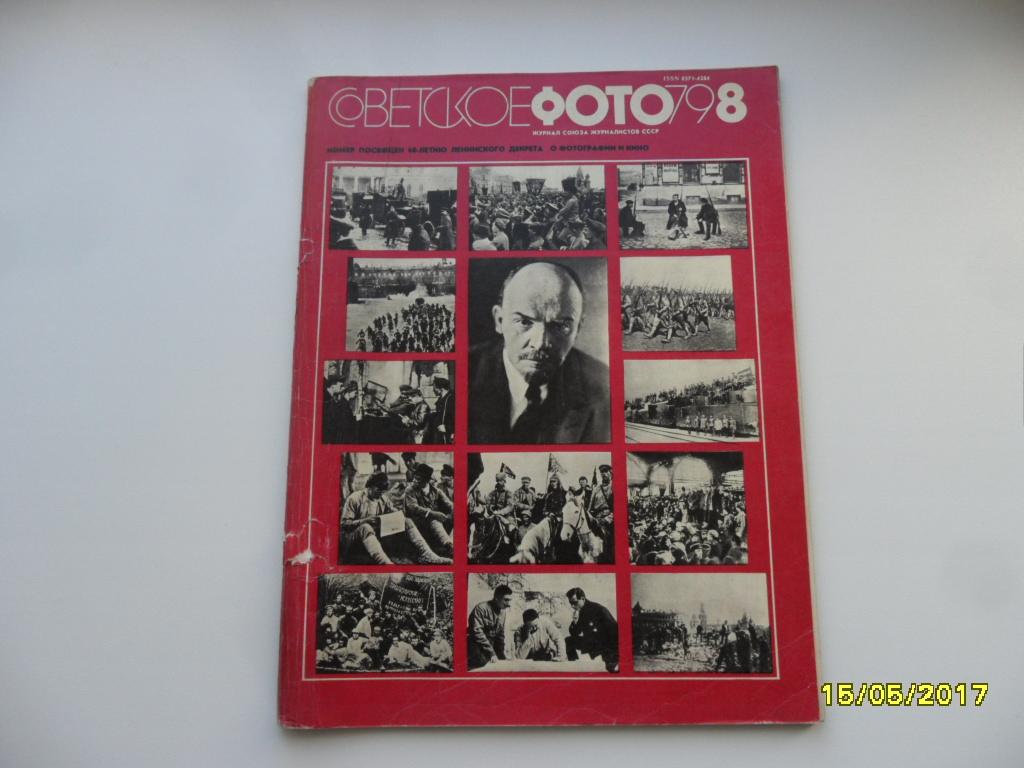 ISSN 0371-4284
СОВЕТСКОЕ ФОТО 79 8
ЖУРНАЛ СОЮЗА ЖУРНАЛИСТОВ СССР
НОМЕР ПОСВЯЩЕН 60-ЛЕТИЮ ЛЕНИНСКОГО ДЕКРЕТА О ФОТОГРАФИИ И КИНО
15/05/2017